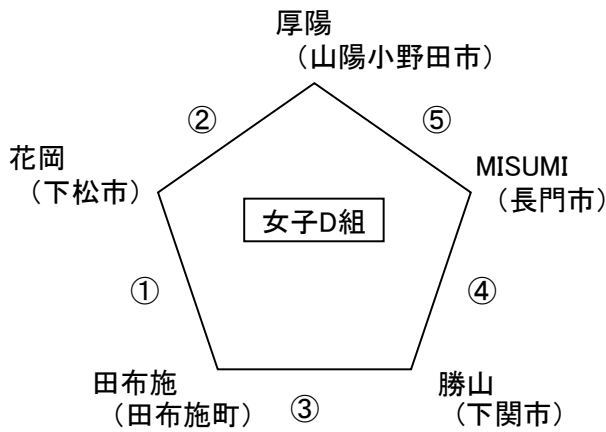 厚陽
（山陽小野田市）
②
⑤
花岡
（下松市）
MISUMI
（長門市）
女子D組
①
④
田布施
（田布施町）
③
勝山
（下関市）